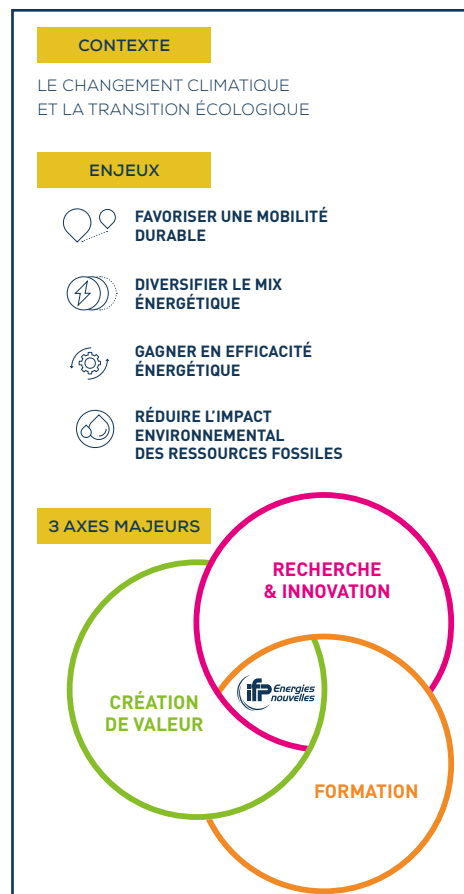 CONTEXTE
LE CHANGEMENT CLIMATIQUE
ET LA TRANSITION ÉCOLOGIQUE
ENJEUX
FAVORISER UNE MOBILITÉ
DURABLE
DIVERSIFIER LE MIX
ÉNERGÉTIQUE
GAGNER EN EFFICACITÉ
ÉNERGÉTIQUE
RÉDUIRE L'IMPACT
ENVIRONNEMENTAL
DES RESSOURCES FOSSILES
3 AXES MAJEURS
RECHERCHE
& INNOVATION
ifp Energies
nouvelles
CRÉATION
DE VALEUR
FORMATION